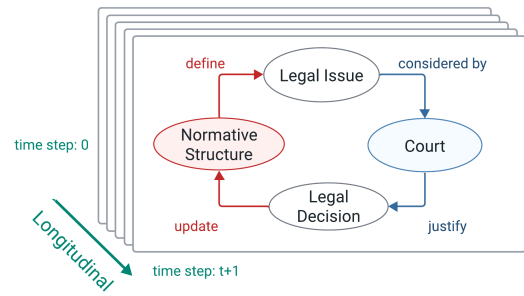 define
Legal Issue
considered by
time step: 0
Normative
Structure
Court
Legal
Decision
update
justify
Longitudinal
time step: t+1